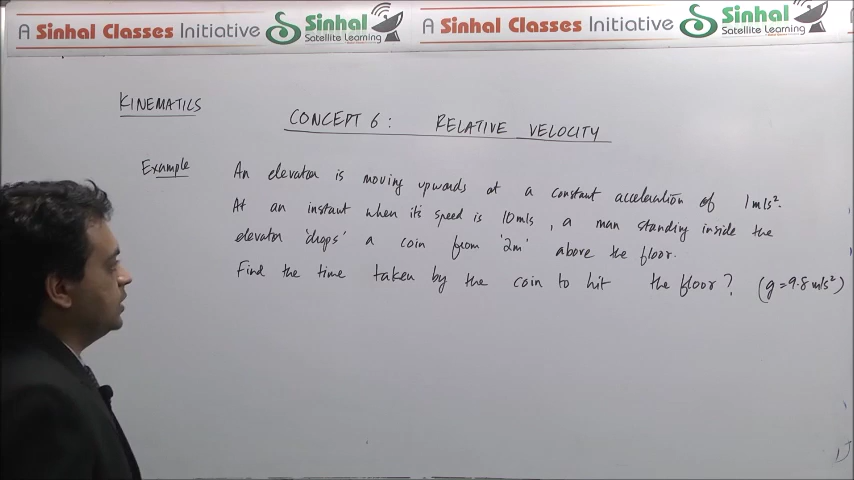 A Sinhal Classes Initiative Sinhal Satellite Learning A Sinhal Classes Initiative Sinhal Satellite Learning
KINEMATICS
CONCEPT 6: RELATIVE VELOCITY
Example An elevator is moving upwards at a constant acceleration of 1m/s².
At an instant when its speed is 10m/s, a man standing inside the
elevator 'drops' a coin from '2m' above the floor.
Find the time taken by the coin to hit the floor? (g=9.8m/s²)